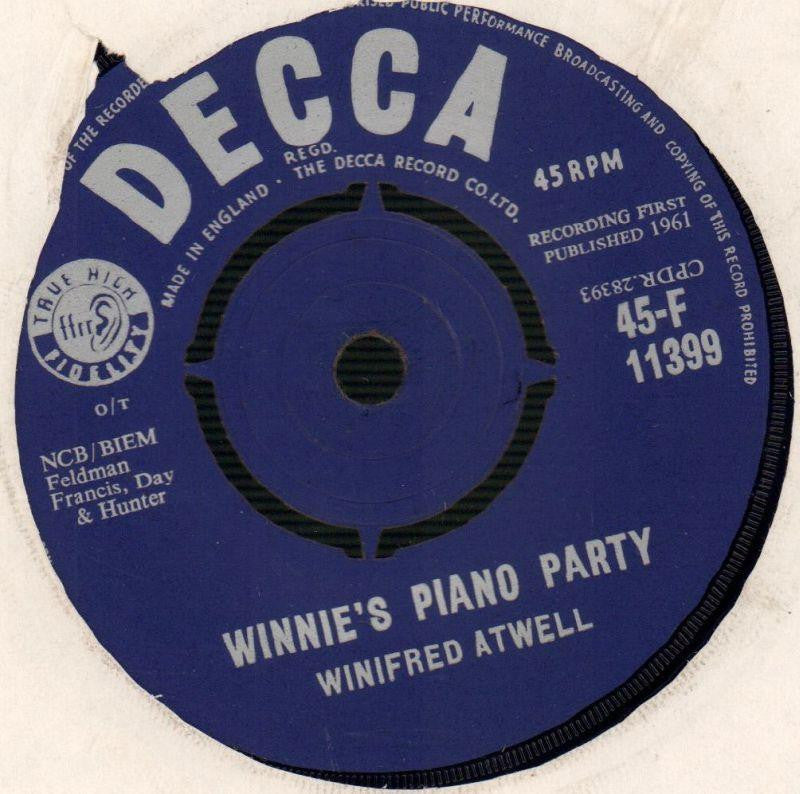 OF THE RECORDE
PUBLIC PERFORMANCE BROADCASTING AND COPYING OF THIS RECORD PROHIBITED
DECCA
REGD.
MADE IN ENGLAND · THE DECCA RECORD CO. LTD.
45 RPM
RECORDING FIRST
PUBLISHED 1961
CPDR.28393
45-F
11399
TRUE HIGH
ffrr
FIDELITY
O/T
NCB/BIEM
Feldman
Francis, Day
& Hunter
WINNIE'S PIANO PARTY
WINIFRED ATWELL